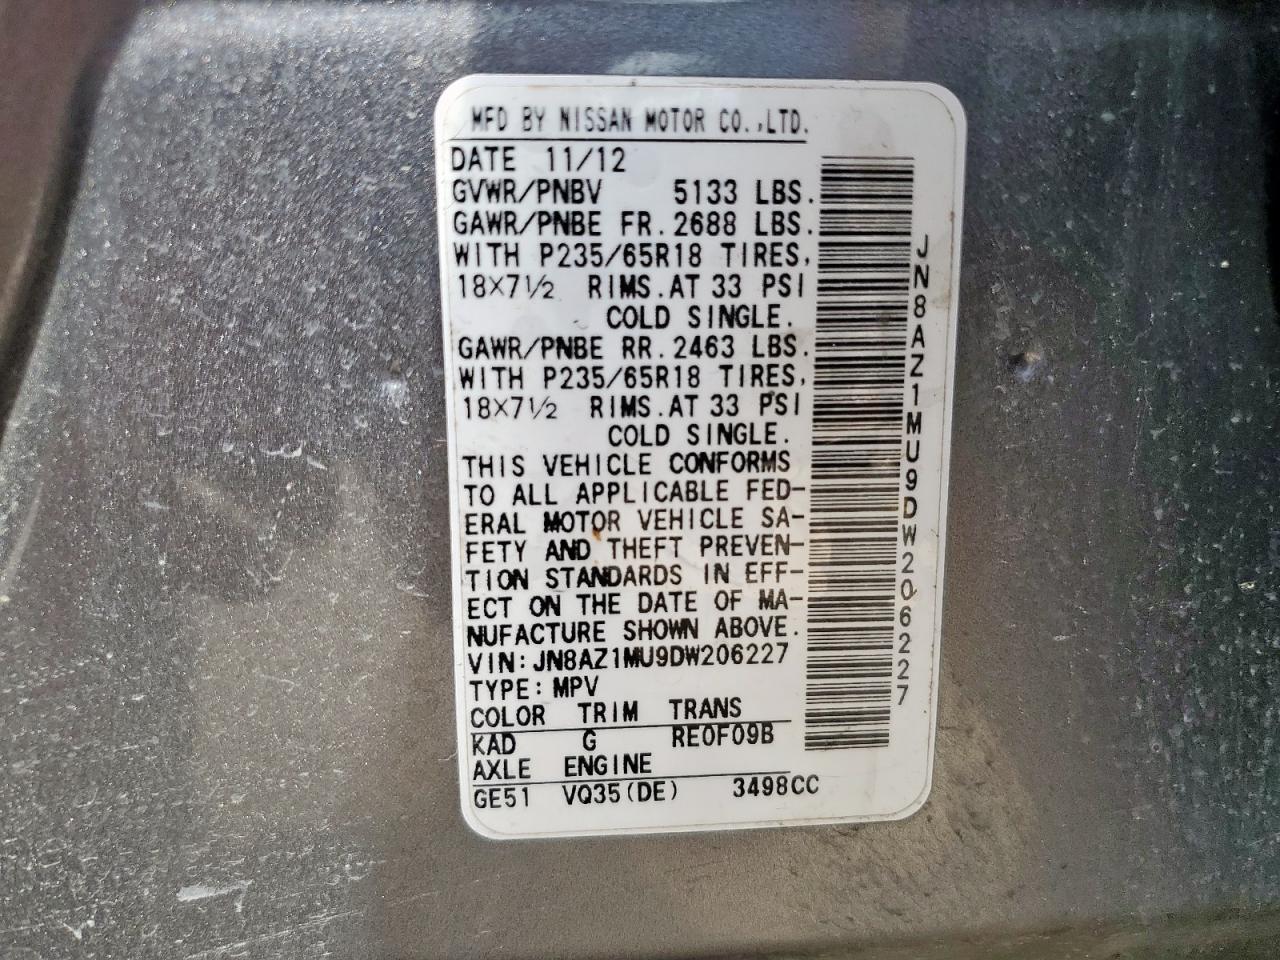 MFD BY NISSAN MOTOR CO.,LTD.
DATE 11/12
GVWR/PNBV 5133 LBS.
GAWR/PNBE FR.2688 LBS.
WITH P235/65R18 TIRES,
18×7½ RIMS.AT 33 PSI
COLD SINGLE.
GAWR/PNBE RR.2463 LBS.
WITH P235/65R18 TIRES,
18×7½ RIMS.AT 33 PSI
COLD SINGLE.
THIS VEHICLE CONFORMS
TO ALL APPLICABLE FED-
ERAL MOTOR VEHICLE SA-
FETY AND THEFT PREVEN-
TION STANDARDS IN EFF-
ECT ON THE DATE OF MA-
NUFACTURE SHOWN ABOVE.
VIN:JN8AZ1MU9DW206227
TYPE:MPV
COLOR TRIM TRANS
KAD G RE0F09B
AXLE ENGINE
GE51 VQ35(DE) 3498CC
JN8AZ1MU9DW206227